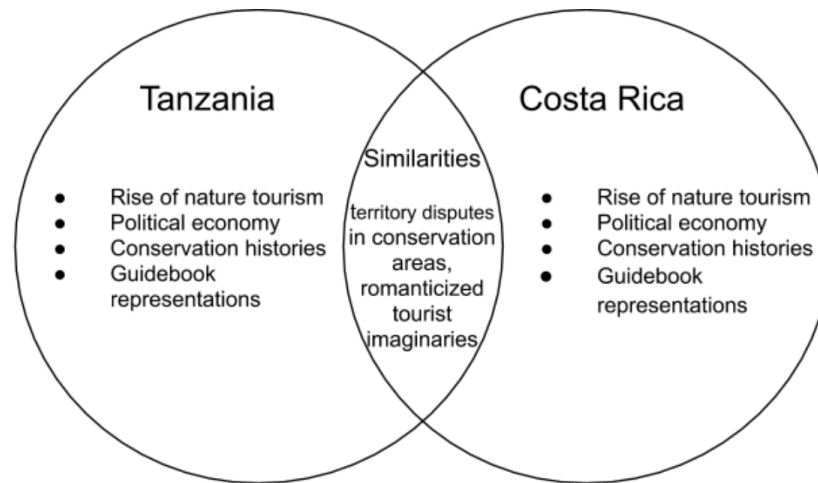 Tanzania
● Rise of nature tourism
● Political economy
● Conservation histories
● Guidebook
representations
Similarities
territory disputes
in conservation
areas,
romanticized
tourist
imaginaries
Costa Rica
● Rise of nature tourism
● Political economy
● Conservation histories
● Guidebook
representations